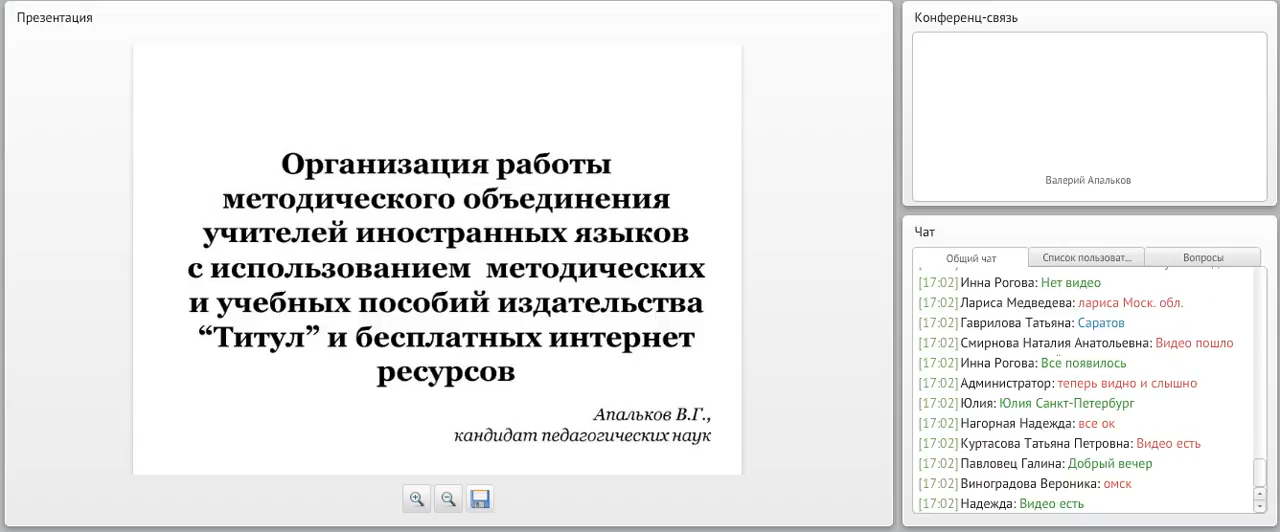 Презентация
Организация работы
методического объединения
учителей иностранных языков
с использованием методических
и учебных пособий издательства
“Титул” и бесплатных интернет
ресурсов
Апальков В.Г.,
кандидат педагогических наук
Конференц-связь
Валерий Апальков
Чат
Общий чат
Список пользоват...
Вопросы
[17:02] Инна Рогова: Нет видео
[17:02] Лариса Медведева: лариса Моск. обл.
[17:02] Гаврилова Татьяна: Саратов
[17:02] Смирнова Наталия Анатольевна: Видео пошло
[17:02] Инна Рогова: Всё появилось
[17:02] Администратор: теперь видно и слышно
[17:02] Юлия: Юлия Санкт-Петербург
[17:02] Нагорная Надежда: все ок
[17:02] Куртасова Татьяна Петровна: Видео есть
[17:02] Павловец Галина: Добрый вечер
[17:02] Виноградова Вероника: омск
[17:02] Надежда: Видео есть